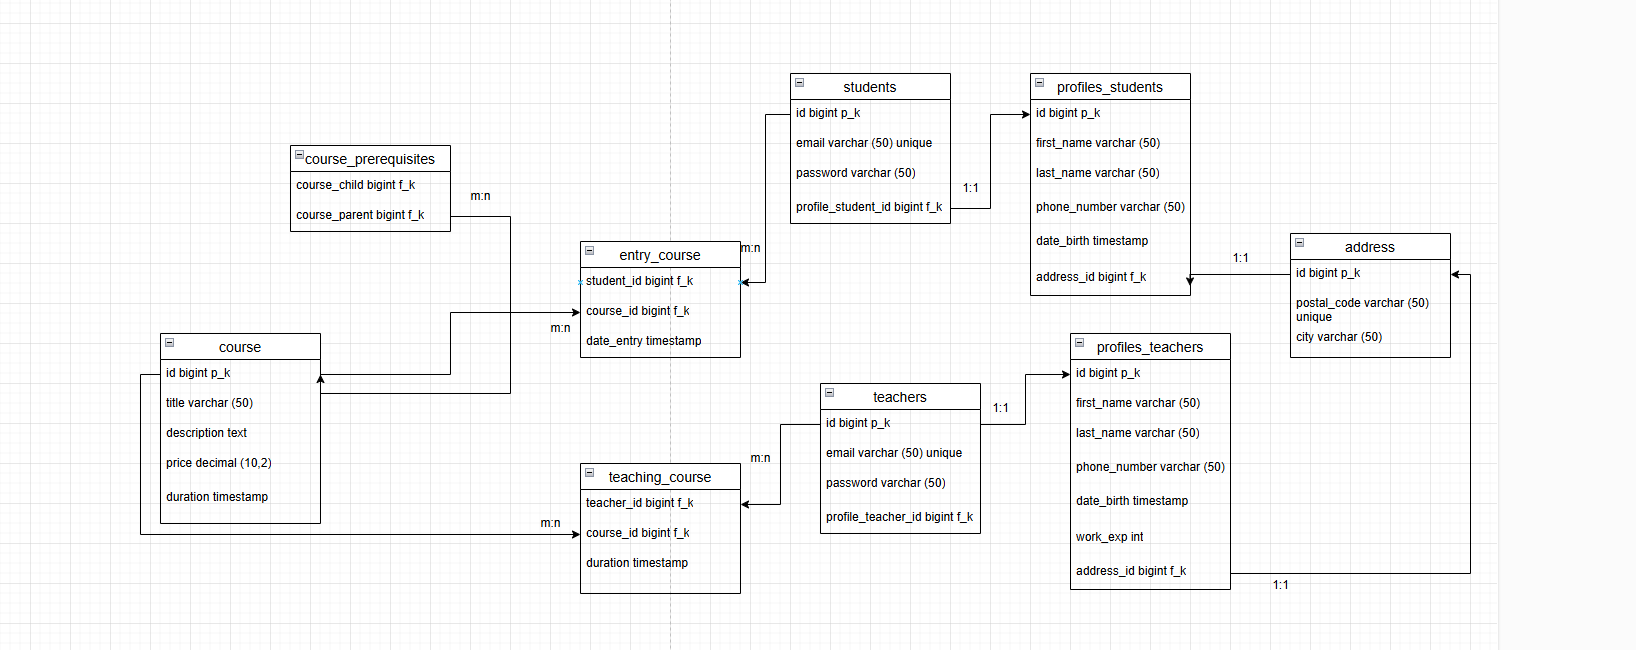 students
id bigint p_k
email varchar (50) unique
password varchar (50)
profile_student_id bigint f_k
1:1
profiles_students
id bigint p_k
first_name varchar (50)
last_name varchar (50)
phone_number varchar (50)
date_birth timestamp
address_id bigint f_k
course_prerequisites
course_child bigint f_k
course_parent bigint f_k
m:n
entry_course
student_id bigint f_k
course_id bigint f_k
date_entry timestamp
m:n
m:n
1:1
address
id bigint p_k
postal_code varchar (50)
unique
city varchar (50)
course
id bigint p_k
title varchar (50)
description text
price decimal (10,2)
duration timestamp
teachers
id bigint p_k
email varchar (50) unique
password varchar (50)
profile_teacher_id bigint f_k
1:1
profiles_teachers
id bigint p_k
first_name varchar (50)
last_name varchar (50)
phone_number varchar (50)
date_birth timestamp
work_exp int
address_id bigint f_k
1:1
m:n
teaching_course
teacher_id bigint f_k
course_id bigint f_k
duration timestamp
m:n